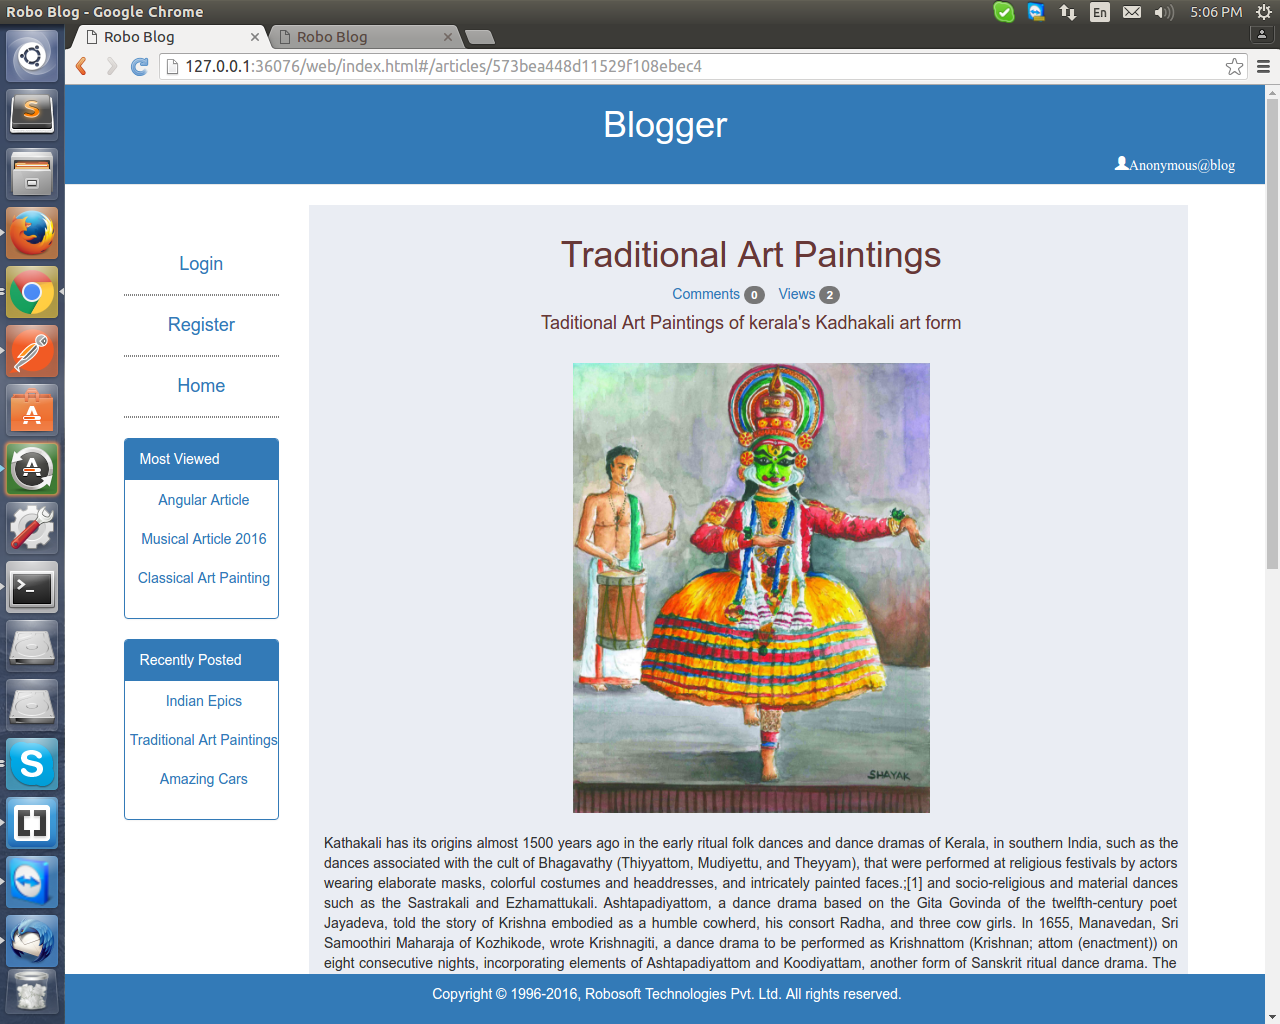 Robo Blog - Google Chrome
En
5:06 PM
Robo Blog
Robo Blog
127.0.0.1:36076/web/index.html#/articles/573bea448d11529f108ebec4
Blogger
Anonymous@blog
Login
Register
Home
Most Viewed
Angular Article
Musical Article 2016
Classical Art Painting
Recently Posted
Indian Epics
Traditional Art Paintings
Amazing Cars
Traditional Art Paintings
Comments 0 Views 2
Taditional Art Paintings of kerala's Kadhakali art form
SHAYAK
Kathakali has its origins almost 1500 years ago in the early ritual folk dances and dance dramas of Kerala, in southern India, such as the
dances associated with the cult of Bhagavathy (Thiyyattom, Mudiyettu, and Theyyam), that were performed at religious festivals by actors
wearing elaborate masks, colorful costumes and headdresses, and intricately painted faces.;[1] and socio-religious and material dances
such as the Sastrakali and Ezhamattukali. Ashtapadiyattom, a dance drama based on the Gita Govinda of the twelfth-century poet
Jayadeva, told the story of Krishna embodied as a humble cowherd, his consort Radha, and three cow girls. In 1655, Manavedan, Sri
Samoothiri Maharaja of Kozhikode, wrote Krishnagiti, a dance drama to be performed as Krishnattom (Krishnan; attom (enactment)) on
eight consecutive nights, incorporating elements of Ashtapadiyattom and Koodiyattam, another form of Sanskrit ritual dance drama. The
Copyright © 1996-2016, Robosoft Technologies Pvt. Ltd. All rights reserved.